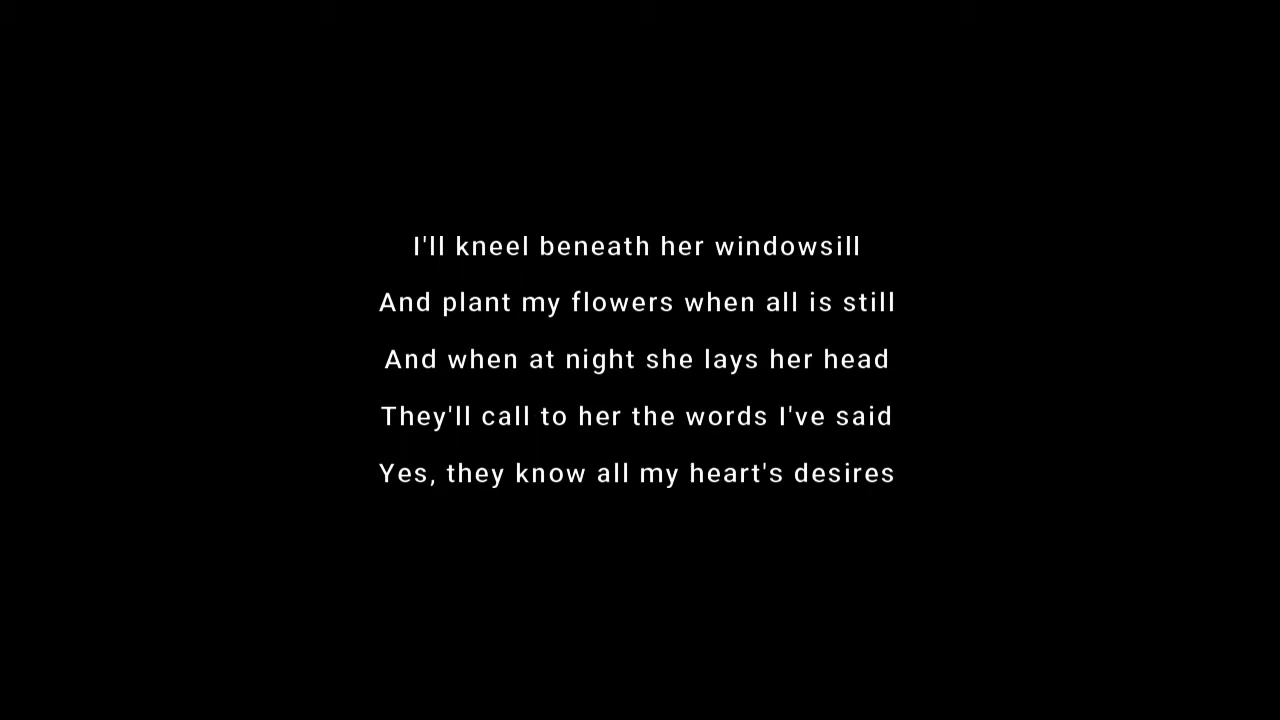 I'll kneel beneath her windowsill
And plant my flowers when all is still
And when at night she lays her head
They'll call to her the words I've said
Yes, they know all my heart's desires